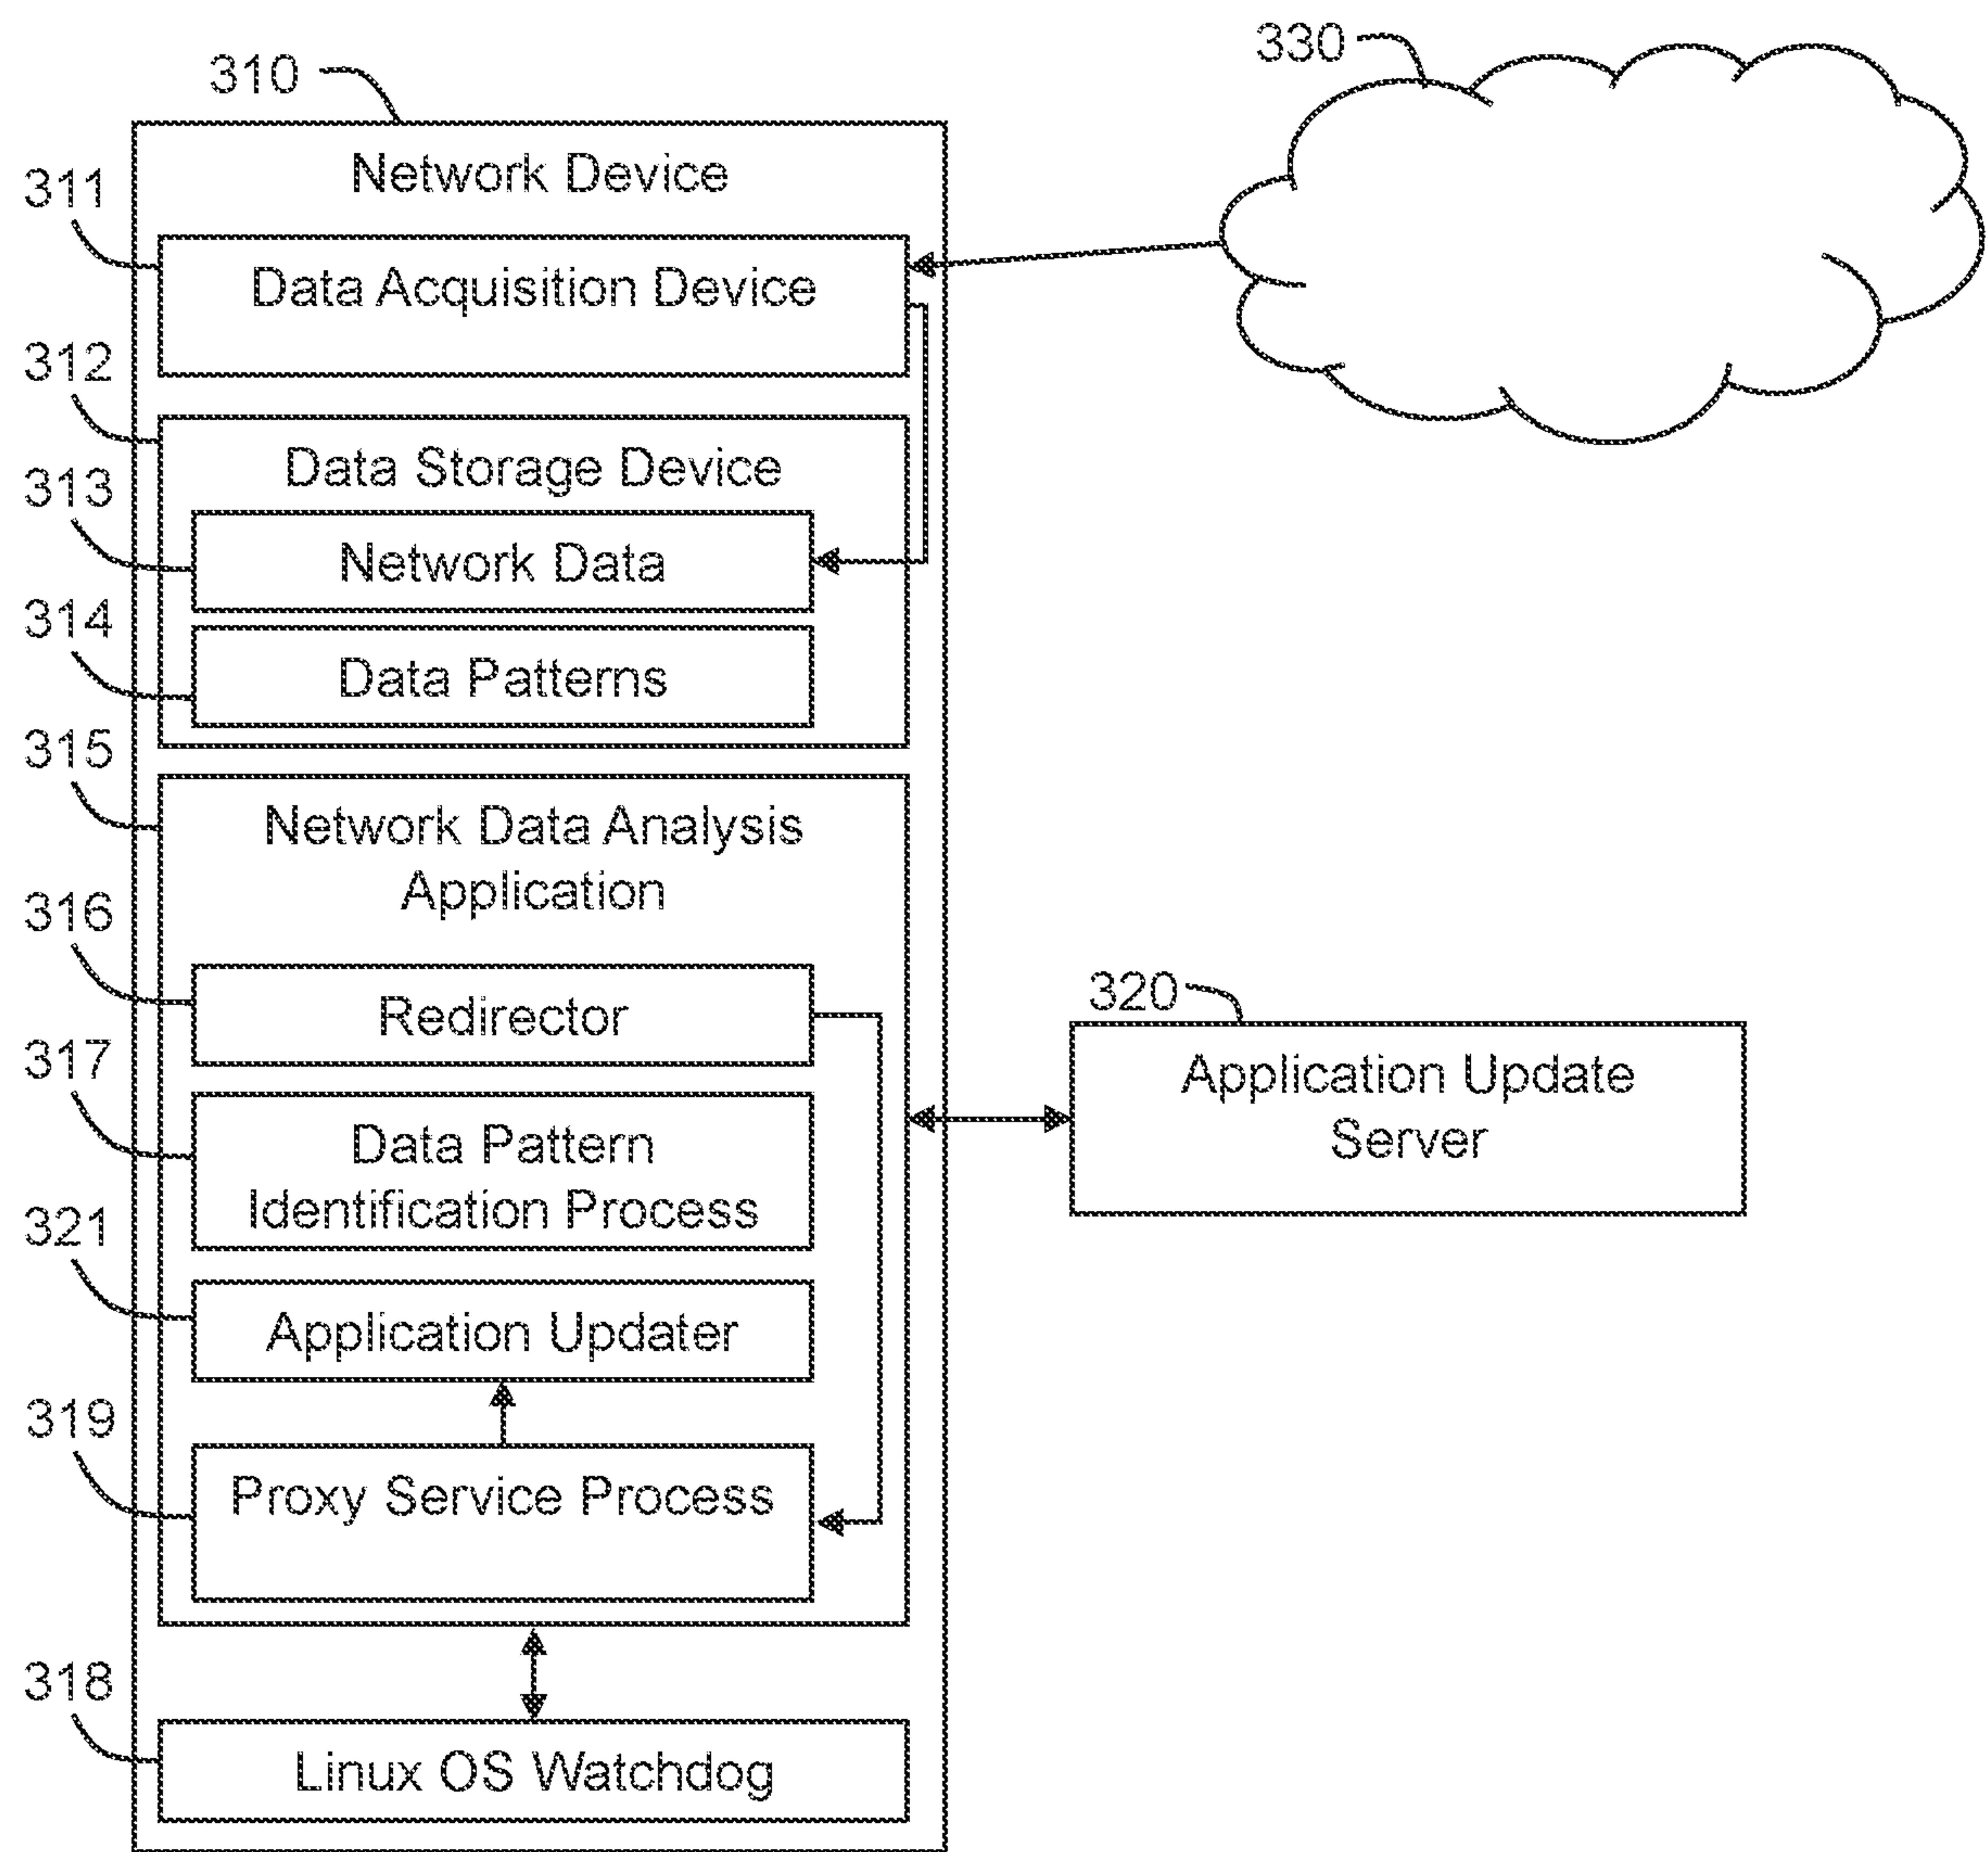 330
310
Network Device
311
Data Acquisition Device
312
Data Storage Device
313
Network Data
314
Data Patterns
315
Network Data Analysis
Application
316
Redirector
320
Application Update
Server
317
Data Pattern
Identification Process
321
Application Updater
319
Proxy Service Process
318
Linux OS Watchdog